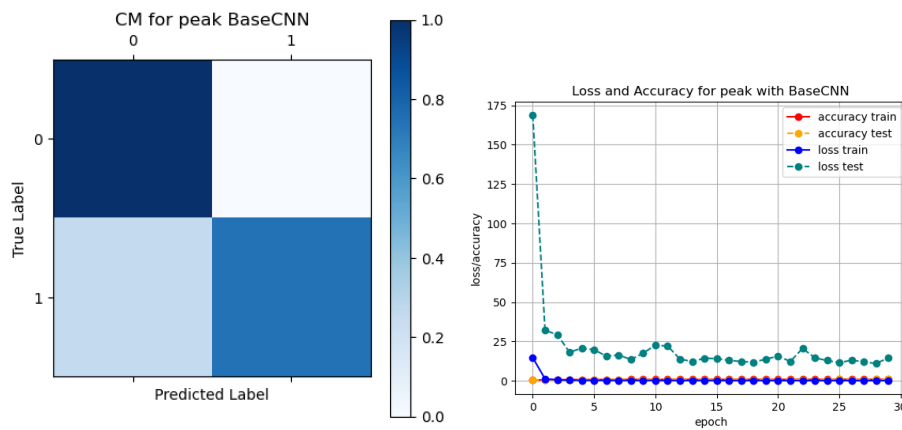 CM for peak BaseCNN
0 1
0
1
True Label
Predicted Label
1.0
0.8
0.6
0.4
0.2
0.0
Loss and Accuracy for peak with BaseCNN
175
150
125
100
75
50
25
0
loss/accuracy
0 5 10 15 20 25 30
epoch
accuracy train
accuracy test
loss train
loss test